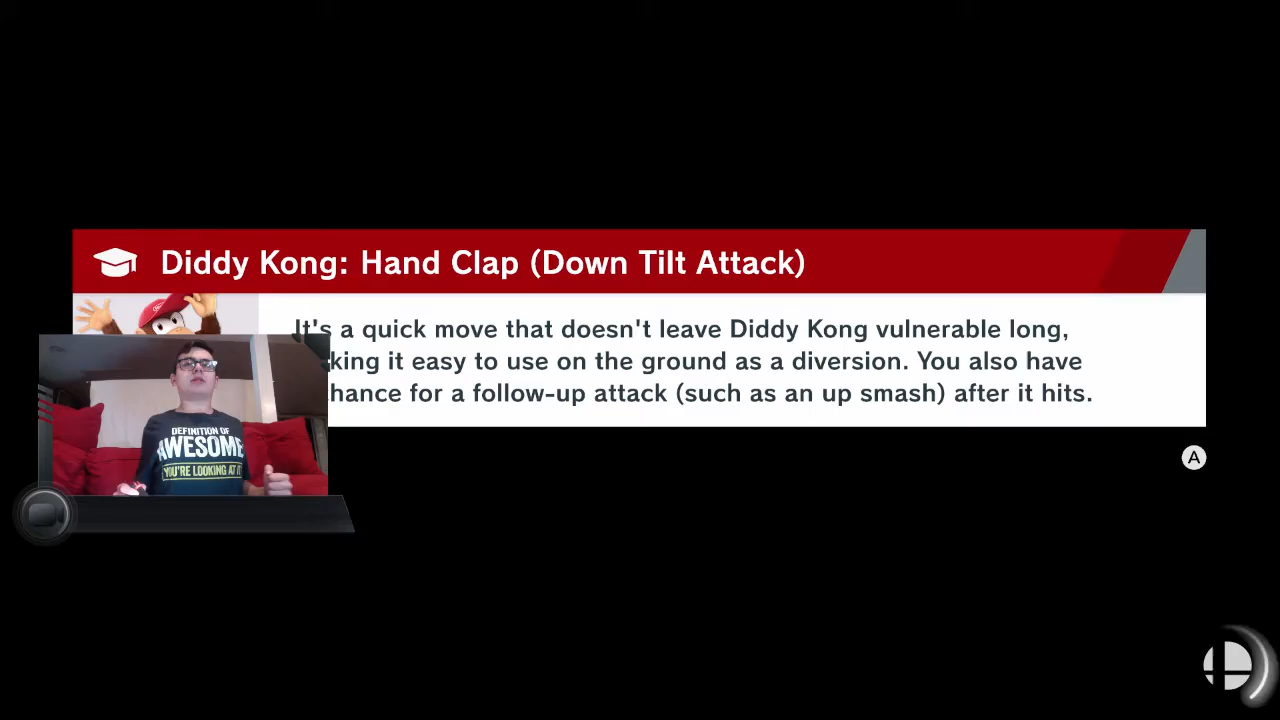 Diddy Kong: Hand Clap (Down Tilt Attack)
It's a quick move that doesn't leave Diddy Kong vulnerable long,
king it easy to use on the ground as a diversion. You also have
hance for a follow-up attack (such as an up smash) after it hits.
A
DEFINITION OF
AWESOME
YOU'RE LOOKING AT IT